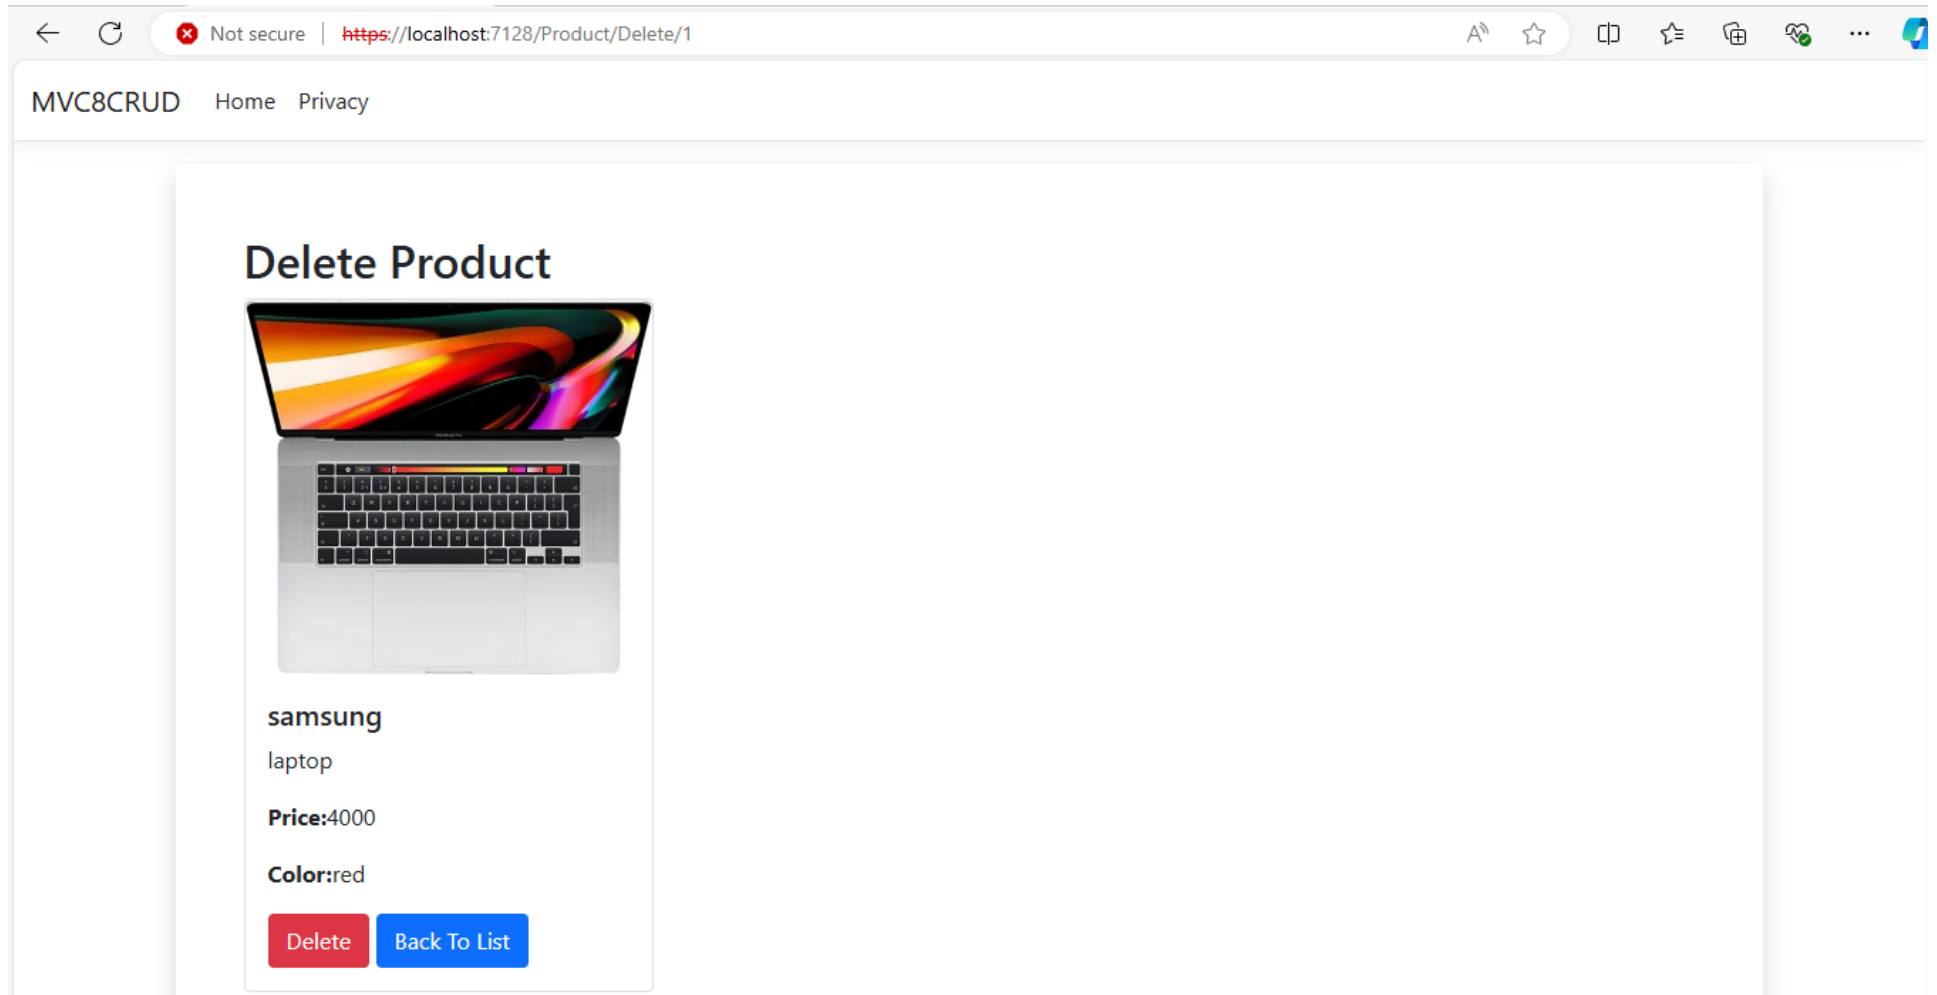 Not secure | https://localhost:7128/Product/Delete/1
MVC8CRUD Home Privacy
Delete Product
samsung
laptop
Price:4000
Color:red
Delete Back To List